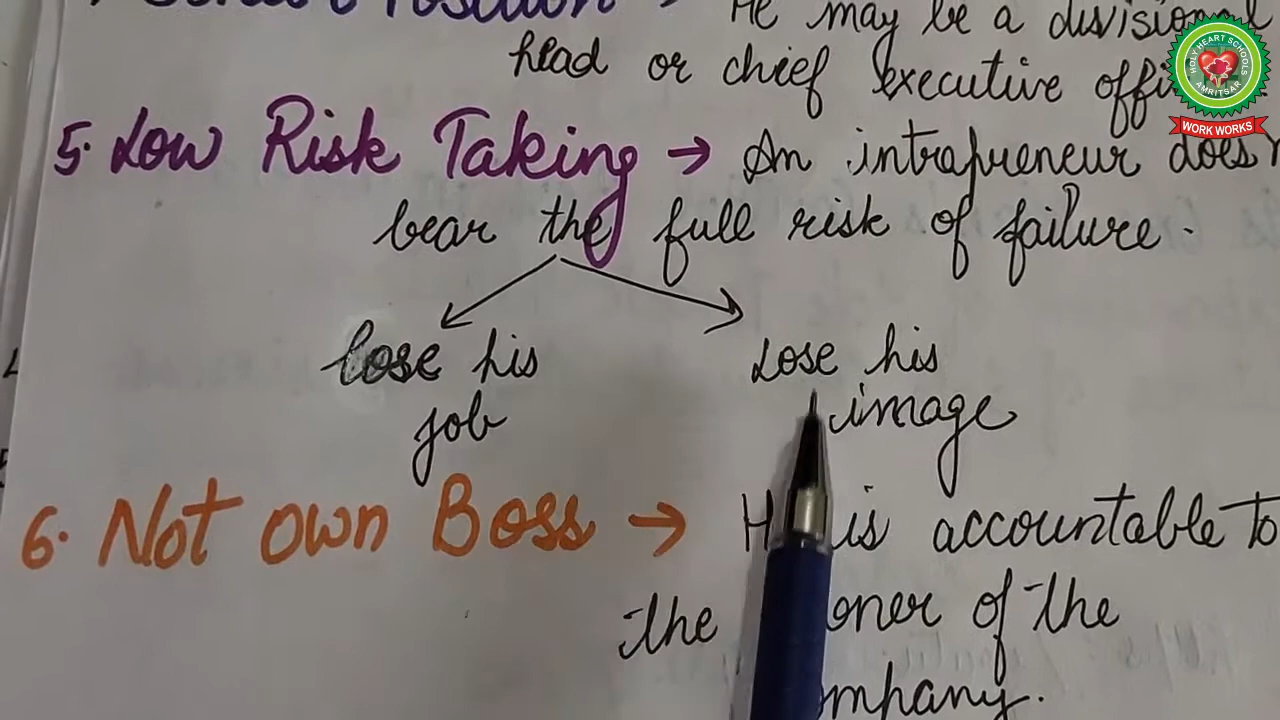 Position → He may be a divisional
head or chief executive
5. Low Risk Taking → An intrapreneur
bear the full risk of failure.
lose his
job
Lose his
image
6. Not own Boss → is accountable to
the of the
HOLY HEART SCHOOLS
AMRITSAR
WORK WORKS